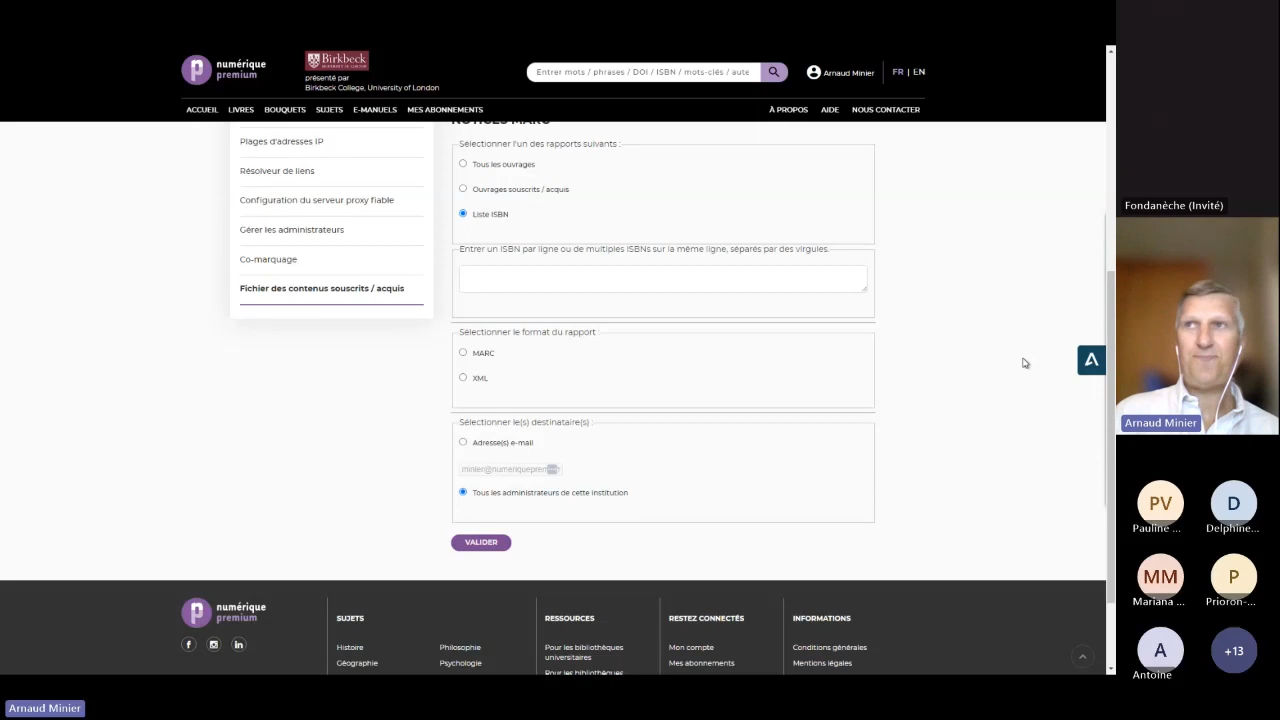 numérique
premium
Birkbeck
présenté par
Birkbeck College, University of London
Entrer mots / phrases / DOI / ISBN / mots-clés / aute
Arnaud Minier
FR | EN
ACCUEIL
LIVRES
BOUQUETS
SUJETS
E-MANUELS
MES ABONNEMENTS
À PROPOS
AIDE
NOUS CONTACTER
NOTICES MARC
Plages d'adresses IP
Résolveur de liens
Configuration du serveur proxy fiable
Gérer les administrateurs
Co-marquage
Fichier des contenus souscrits / acquis
Sélectionner l'un des rapports suivants :
Tous les ouvrages
Ouvrages souscrits / acquis
Liste ISBN
Entrer un ISBN par ligne ou de multiples ISBNs sur la même ligne, séparés par des virgules.
Sélectionner le format du rapport :
MARC
XML
Sélectionner le(s) destinataire(s) :
Adresse(s) e-mail
Tous les administrateurs de cette institution
VALIDER
numérique
premium
SUJETS
Histoire
Géographie
Philosophie
Psychologie
RESSOURCES
Pour les bibliothèques
universitaires
Pour les bibliothèques
RESTEZ CONNECTÉS
Mon compte
Mes abonnements
INFORMATIONS
Conditions générales
Mentions légales
Fondanèche (Invité)
Arnaud Minier
PV
Pauline ...
D
Delphine...
MM
Mariana ...
P
Prioron-...
A
Antoine
+13
Arnaud Minier